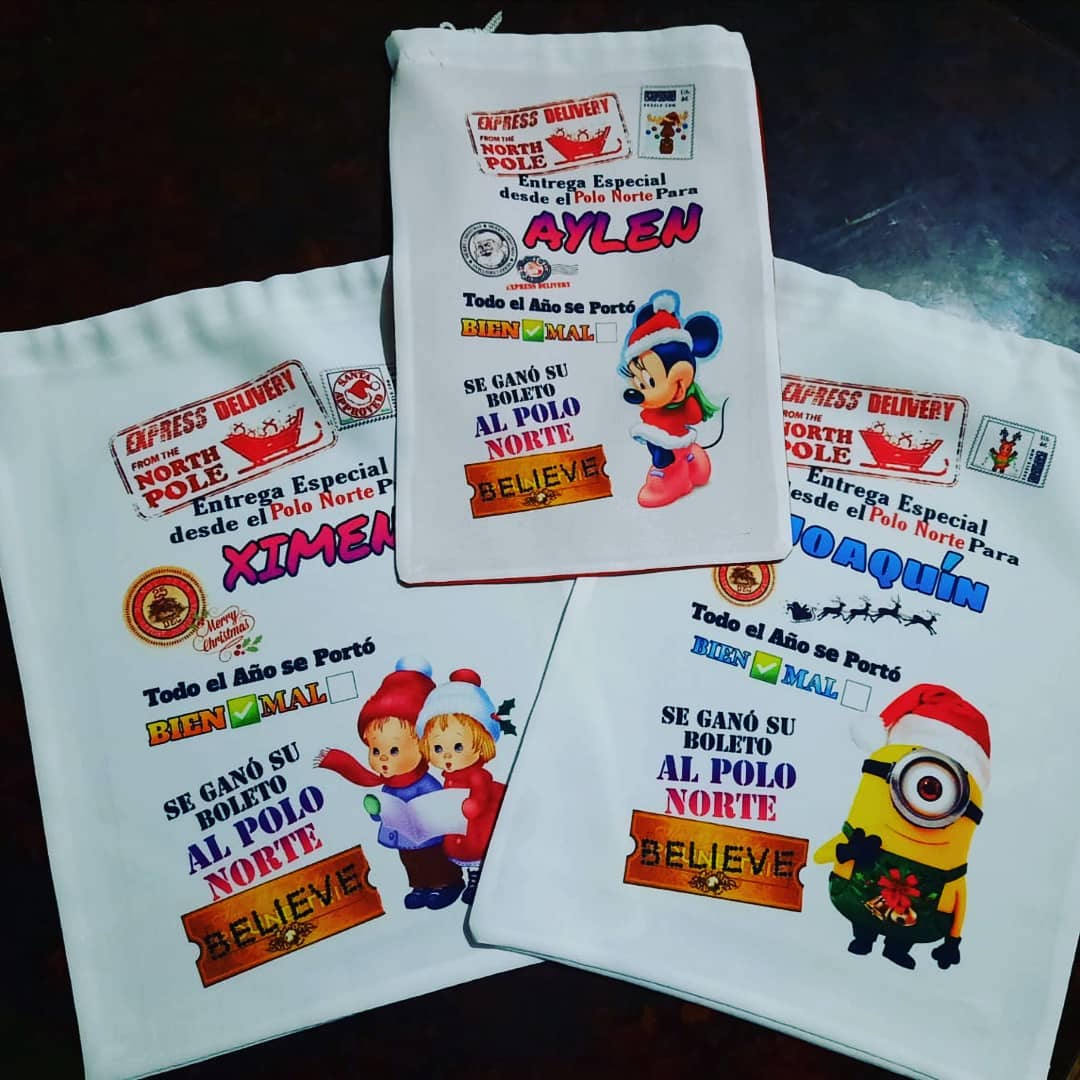 EXPRESS DELIVERY
FROM THE
NORTH
POLE
Entrega Especial
desde el Polo Norte Para
AYLEN
EXPRESS DELIVERY
Todo el Año se Portó
BIEN ✅ MAL
SE GANÓ SU
BOLETO
AL POLO
NORTE
BELIEVE
EXPRESS DELIVERY
FROM THE
NORTH
POLE
SANTA
APPROVED
Entrega Especial
desde el Polo Norte Par
XIMEN
25
DEC
Merry
Christmas
Todo el Año se Portó
BIEN ✅ MAL
SE GANÓ SU
BOLETO
AL POLO
NORTE
BELIEVE
EXPRESS DELIVERY
FROM THE
NORTH
POLE
Entrega Especial
desde el Polo Norte Para
JOAQUÍN
Todo el Año se Portó
BIEN ✅ MAL
SE GANÓ SU
BOLETO
AL POLO
NORTE
BELIEVE